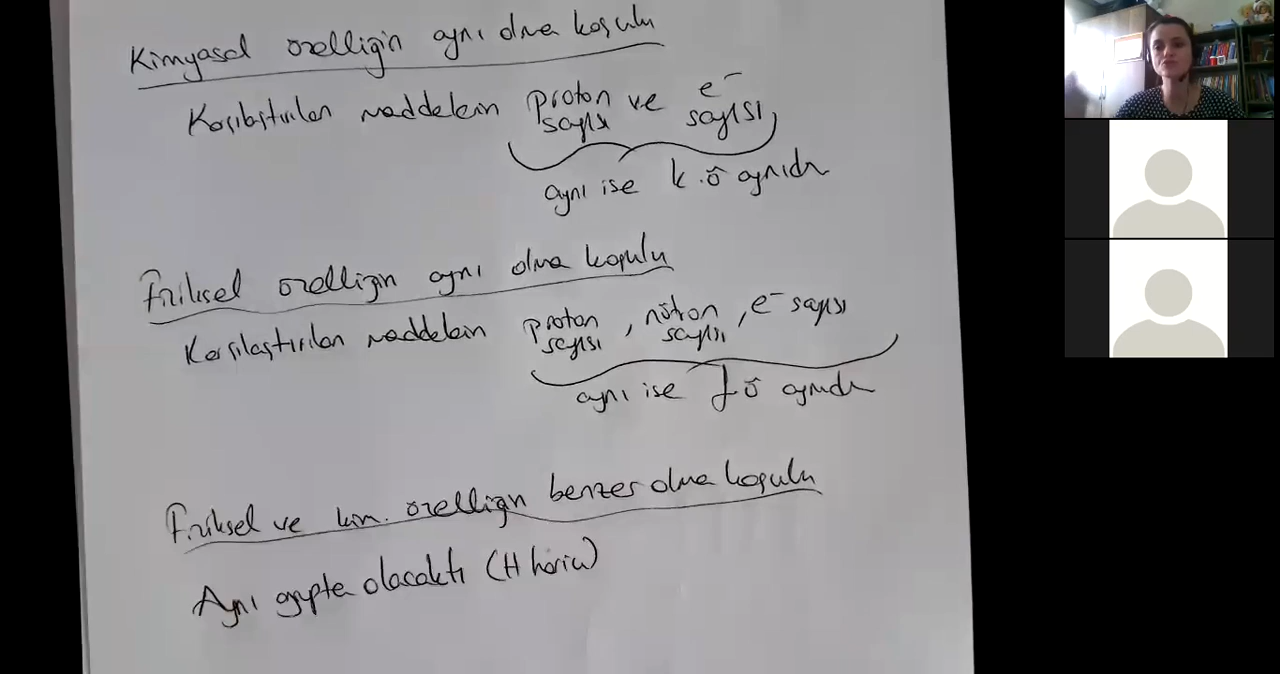 Kimyasal özelliğin aynı olma koşulu
Karşılaştırılan maddelerin proton sayısı ve e⁻ sayısı
aynı ise k.ö aynıdır
Fiziksel özelliğin aynı olma koşulu
Karşılaştırılan maddelerin proton sayısı, nötron sayısı, e⁻ sayısı
aynı ise f.ö aynıdır
Fiziksel ve kim. özelliğin benzer olma koşulu
Aynı grupta olacaktı (H hariç)